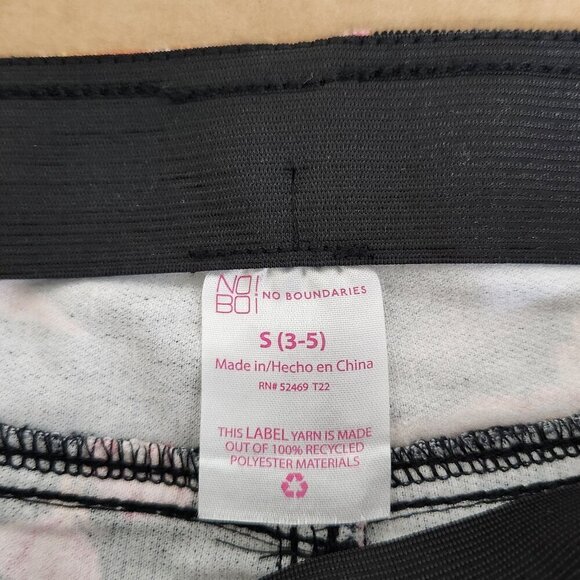 NO!
BO!
NO BOUNDARIES
S (3-5)
Made in/Hecho en China
RN# 52469 T22
THIS LABEL YARN IS MADE
OUT OF 100% RECYCLED
POLYESTER MATERIALS